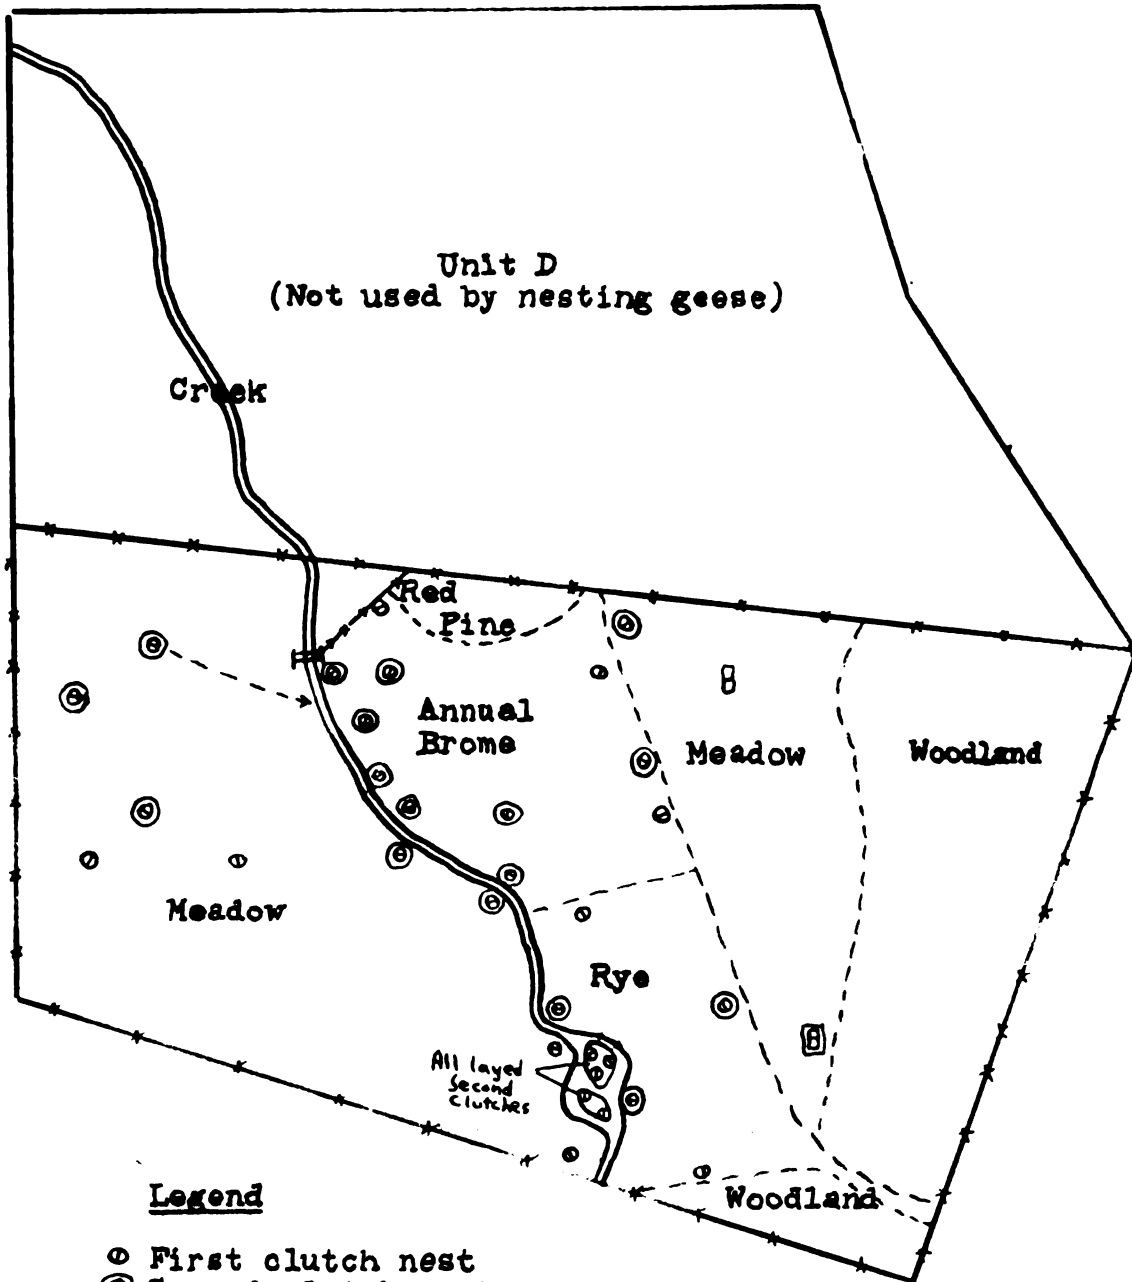 Unit D
(Not used by nesting geese)
Creek
Red
Pine
Annual
Brome
Meadow
Woodland
Meadow
Rye
All layed
Second
Clutches
Woodland
Legend
First clutch nest